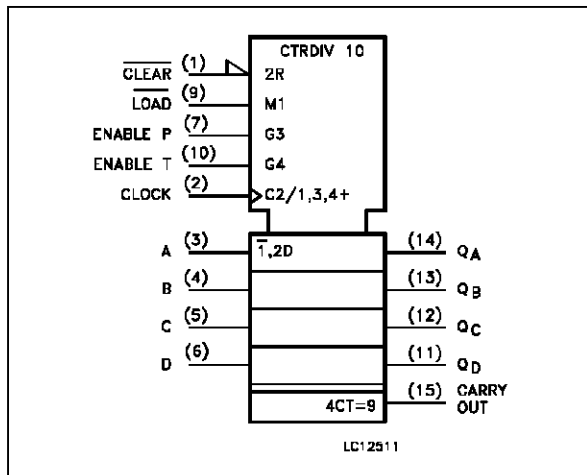 CTRDIV 10
CLEAR (1) 2R
LOAD (9) M1
ENABLE P (7) G3
ENABLE T (10) G4
CLOCK (2) C2/1,3,4+
A (3) 1,2D (14) QA
B (4) (13) QB
C (5) (12) QC
D (6) (11) QD
4CT=9 (15) CARRY OUT
LC12511